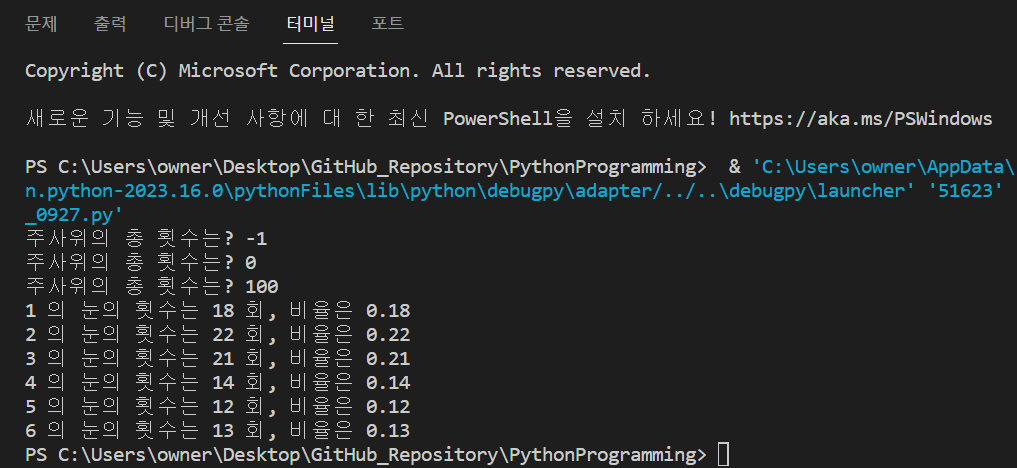 문제 출력 디버그 콘솔 터미널 포트
Copyright (C) Microsoft Corporation. All rights reserved.
새로운 기능 및 개선 사항에 대 한 최신 PowerShell을 설치 하세요! https://aka.ms/PSWindows
PS C:\Users\owner\Desktop\GitHub_Repository\PythonProgramming>  & 'C:\Users\owner\AppData\
n.python-2023.16.0\pythonFiles\lib\python\debugpy\adapter/../..\debugpy\launcher' '51623'
_0927.py'
주사위의 총 횟수는? -1
주사위의 총 횟수는? 0
주사위의 총 횟수는? 100
1 의 눈의 횟수는 18 회, 비율은 0.18
2 의 눈의 횟수는 22 회, 비율은 0.22
3 의 눈의 횟수는 21 회, 비율은 0.21
4 의 눈의 횟수는 14 회, 비율은 0.14
5 의 눈의 횟수는 12 회, 비율은 0.12
6 의 눈의 횟수는 13 회, 비율은 0.13
PS C:\Users\owner\Desktop\GitHub_Repository\PythonProgramming>